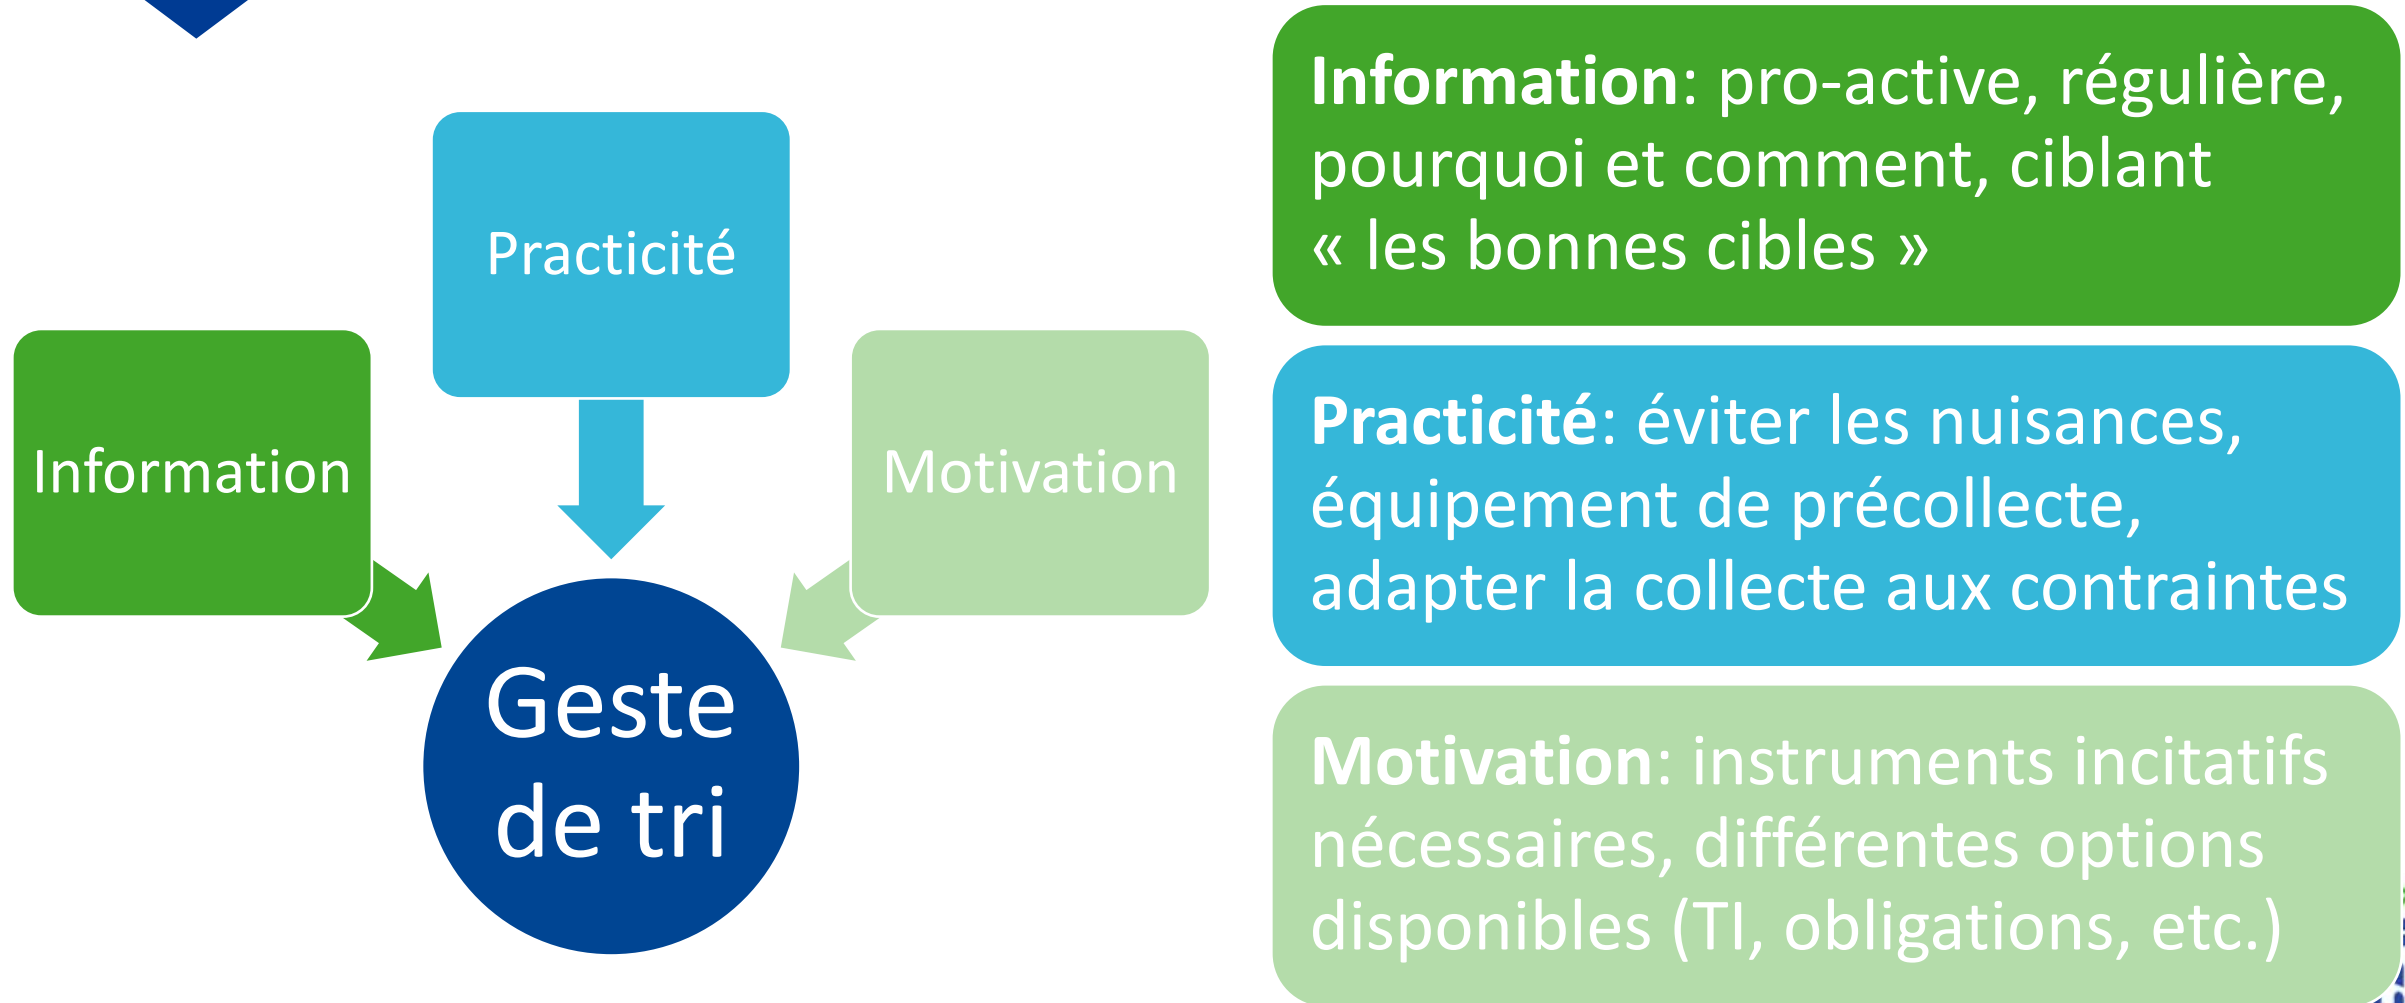 Practicité
Information
Motivation
Geste
de tri
Information: pro-active, régulière,
pourquoi et comment, ciblant
« les bonnes cibles »
Practicité: éviter les nuisances,
équipement de précollecte,
adapter la collecte aux contraintes
Motivation: instruments incitatifs
nécessaires, différentes options
disponibles (TI, obligations, etc.)